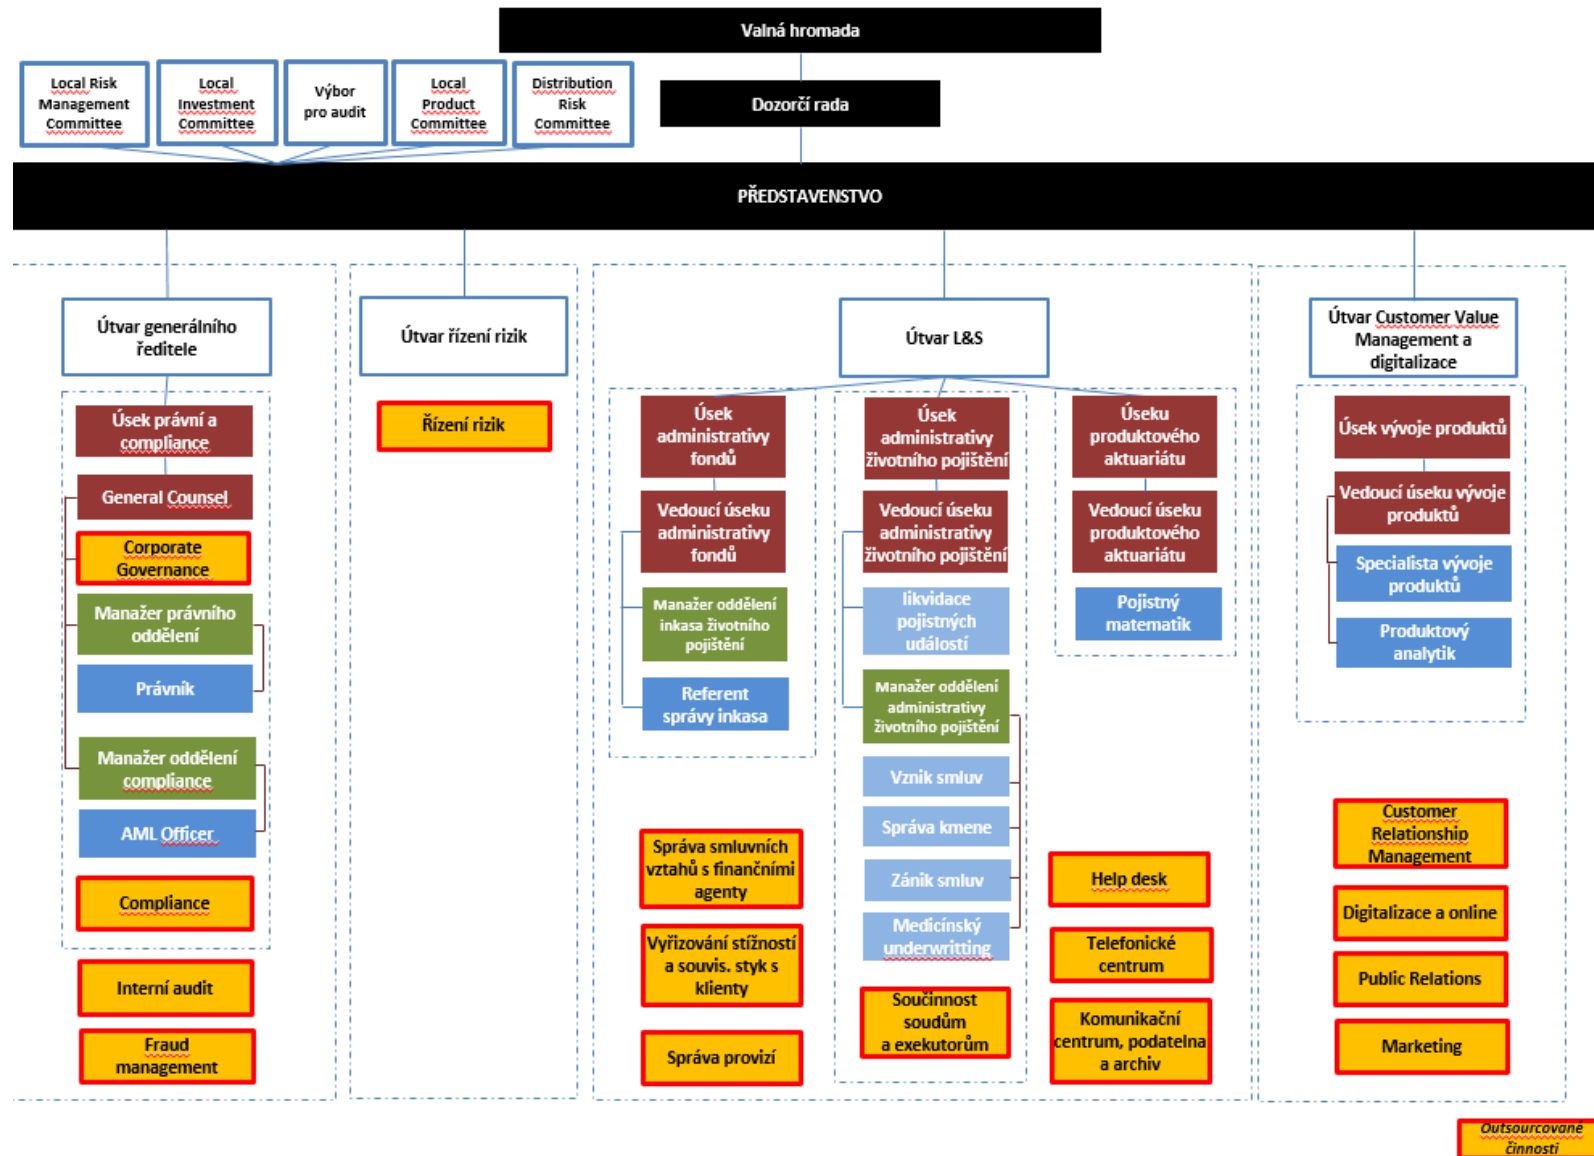 Valná hromada
Local Risk
Management
Committee
Local
Investment
Committee
Výbor
pro audit
Local
Product
Committee
Distribution
Risk
Committee
Dozorčí rada
PŘEDSTAVENSTVO
Útvar generálního
ředitele
Útvar řízení rizik
Útvar L&S
Útvar Customer Value
Management a
digitalizace
Úsek právní a
compliance
General Counsel
Corporate
Governance
Manažer právního
oddělení
Právník
Manažer oddělení
compliance
AML Officer
Compliance
Interní audit
Fraud
management
Řízení rizik
Úsek
administrativy
fondů
Vedoucí úseku
administrativy
fondů
Manažer oddělení
inkasa životního
pojištění
Referent
správy inkasa
Správa smluvních
vztahů s finančními
agenty
Vyřizování stížností
a souvis. styk s
klienty
Správa provizí
Úsek
administrativy
životního pojištění
Vedoucí úseku
administrativy
životního pojištění
likvidace
pojistných
událostí
Manažer oddělení
administrativy
životního pojištění
Vznik smluv
Správa kmene
Zánik smluv
Medicínský
underwritting
Součinnost
soudům
a exekutorům
Úseku
produktového
aktuariátu
Vedoucí úseku
produktového
aktuariátu
Pojistný
matematik
Help desk
Telefonické
centrum
Komunikační
centrum, podatelna
a archiv
Úsek vývoje produktů
Vedoucí úseku vývoje
produktů
Specialista vývoje
produktů
Produktový
analytik
Customer
Relationship
Management
Digitalizace a online
Public Relations
Marketing
Outsourcované
činnosti